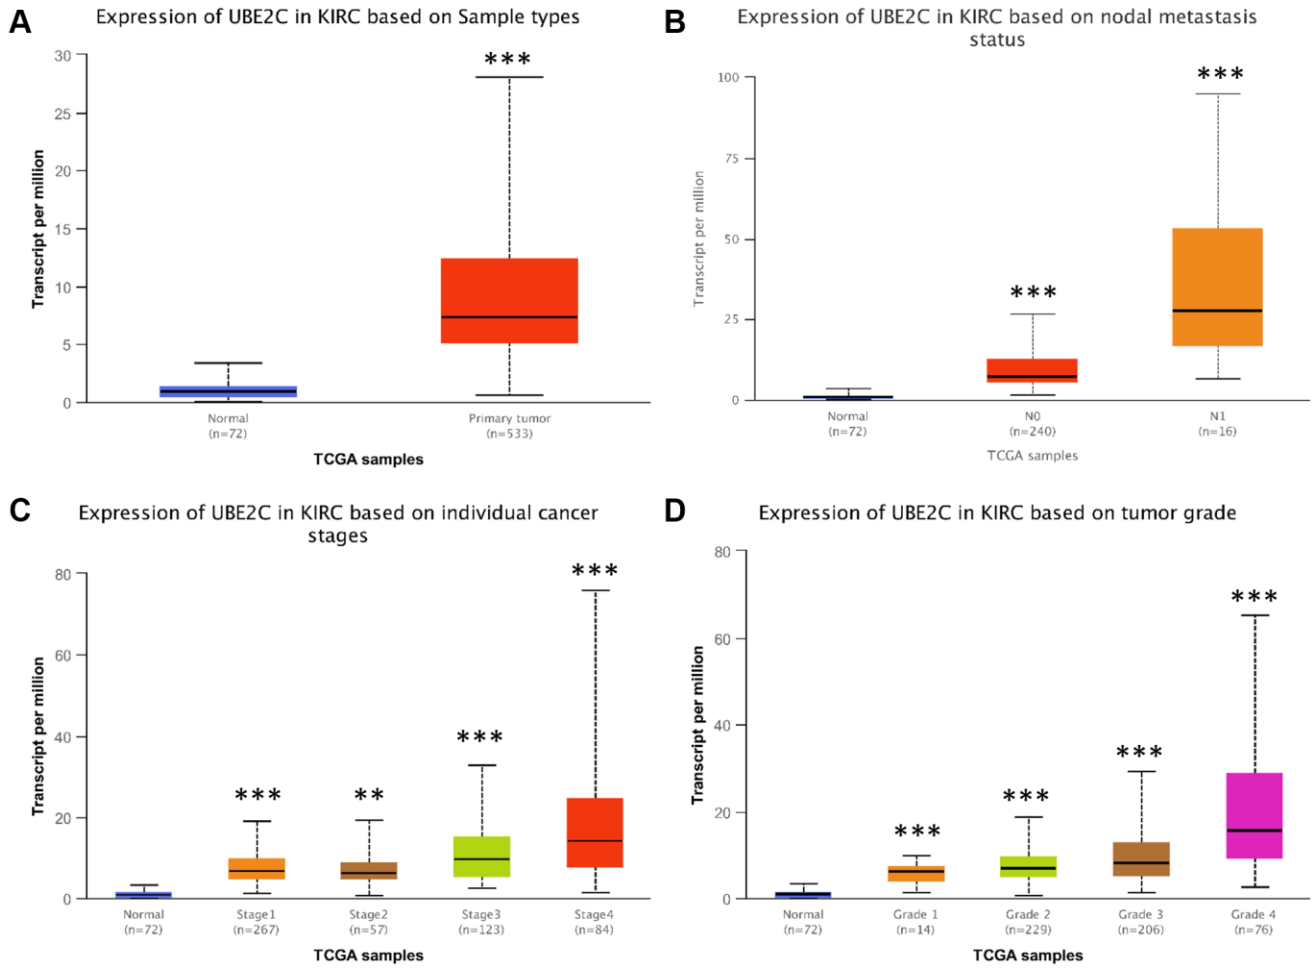 A
Expression of UBE2C in KIRC based on Sample types
30
25
20
15
10
5
0
Transcript per million
***
Normal
(n=72)
Primary tumor
(n=533)
TCGA samples
B
Expression of UBE2C in KIRC based on nodal metastasis
status
100
75
50
25
0
Transcript per million
***
***
Normal
(n=72)
N0
(n=240)
N1
(n=16)
TCGA samples
C
Expression of UBE2C in KIRC based on individual cancer
stages
80
60
40
20
0
Transcript per million
***
**
***
***
Normal
(n=72)
Stage1
(n=267)
Stage2
(n=57)
Stage3
(n=123)
Stage4
(n=84)
TCGA samples
D
Expression of UBE2C in KIRC based on tumor grade
80
60
40
20
0
Transcript per million
***
***
***
***
Normal
(n=72)
Grade 1
(n=14)
Grade 2
(n=229)
Grade 3
(n=206)
Grade 4
(n=76)
TCGA samples